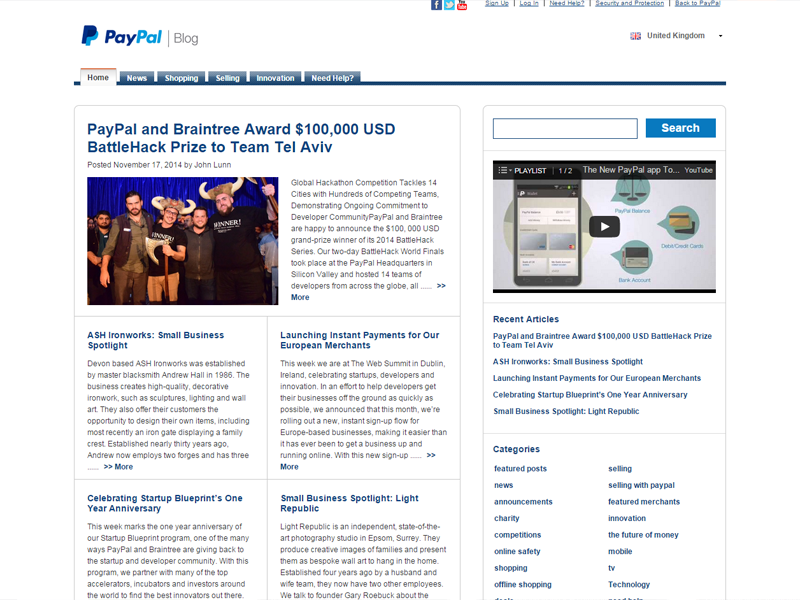 Sign Up | Log In | Need Help? | Security and Protection | Back to PayPal
PayPal | Blog
United Kingdom
Home News Shopping Selling Innovation Need Help?
PayPal and Braintree Award $100,000 USD
BattleHack Prize to Team Tel Aviv
Posted November 17, 2014 by John Lunn
Global Hackathon Competition Tackles 14
Cities with Hundreds of Competing Teams,
Demonstrating Ongoing Commitment to
Developer CommunityPayPal and Braintree
are happy to announce the $100, 000 USD
grand-prize winner of its 2014 BattleHack
Series. Our two-day BattleHack World Finals
took place at the PayPal Headquarters in
Silicon Valley and hosted 14 teams of
developers from across the globe, all ...... >>
More
WINNER!
WINNER!
ASH Ironworks: Small Business
Spotlight
Devon based ASH Ironworks was established
by master blacksmith Andrew Hall in 1986. The
business creates high-quality, decorative
ironwork, such as sculptures, lighting and wall
art. They also offer their customers the
opportunity to design their own items, including
most recently an iron gate displaying a family
crest. Established nearly thirty years ago,
Andrew now employs two forges and has three
...... >> More
Launching Instant Payments for Our
European Merchants
This week we are at The Web Summit in Dublin,
Ireland, celebrating startups, developers and
innovation. In an effort to help developers get
their businesses off the ground as quickly as
possible, we announced that this month, we're
rolling out a new, instant sign-up flow for
Europe-based businesses, making it easier than
it has ever been to get a business up and
running online. With this new sign-up ...... >>
More
Celebrating Startup Blueprint's One
Year Anniversary
This week marks the one year anniversary of
our Startup Blueprint program, one of the many
ways PayPal and Braintree are giving back to
the startup and developer community. With this
program, we partner with many of the top
accelerators, incubators and investors around
the world to find the best innovators out there.
Small Business Spotlight: Light
Republic
Light Republic is an independent, state-of-the-
art photography studio in Epsom, Surrey. They
produce creative images of families and present
them as bespoke wall art to hang in the home.
Established four years ago by a husband and
wife team, they now have two other employees.
We talk to founder Gary Roebuck about the
Search
PLAYLIST | 1 / 2 The New PayPal app To... YouTube
PayPal Balance
Debit/Credit Cards
Bank Account
Recent Articles
PayPal and Braintree Award $100,000 USD BattleHack Prize
to Team Tel Aviv
ASH Ironworks: Small Business Spotlight
Launching Instant Payments for Our European Merchants
Celebrating Startup Blueprint's One Year Anniversary
Small Business Spotlight: Light Republic
Categories
featured posts selling
news selling with paypal
announcements featured merchants
charity innovation
competitions the future of money
online safety mobile
shopping tv
offline shopping Technology